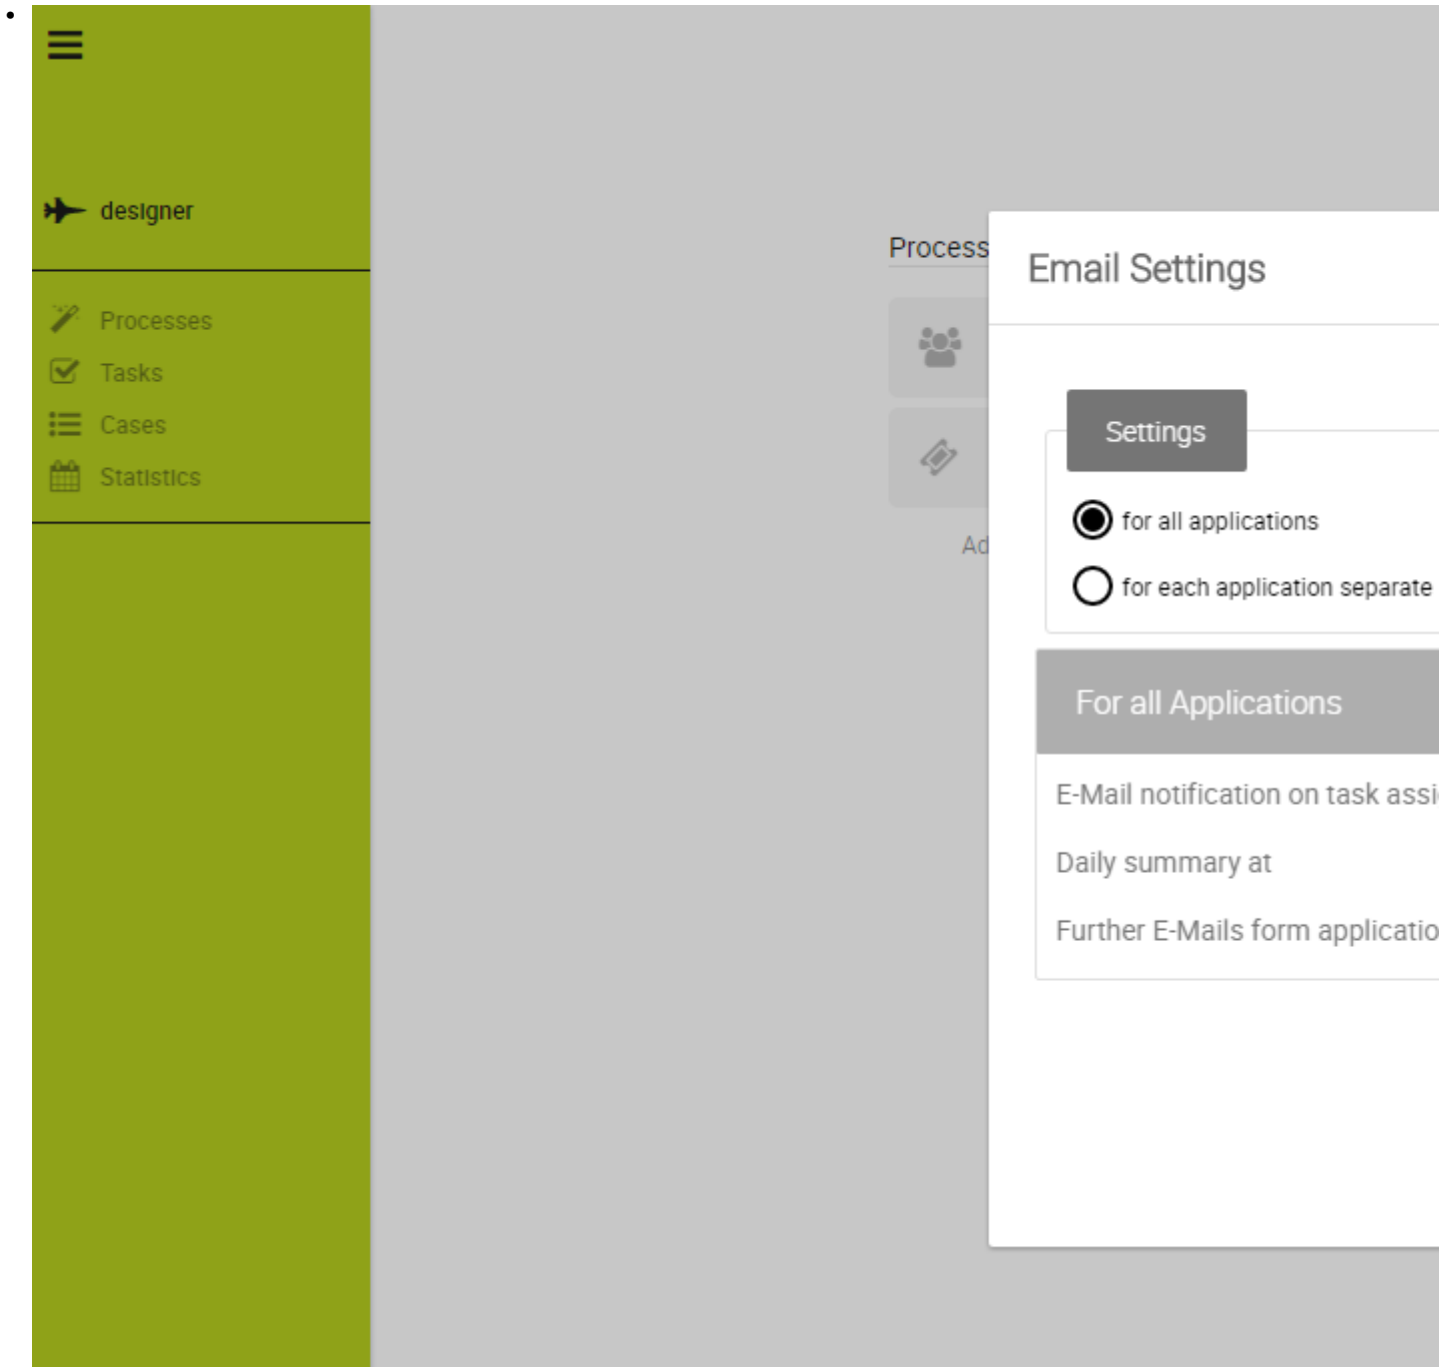 designer
Processes
Tasks
Cases
Statistics
Process
Ad
Email Settings
Settings
for all applications
for each application separate
For all Applications
E-Mail notification on task assi
Daily summary at
Further E-Mails form applicatio